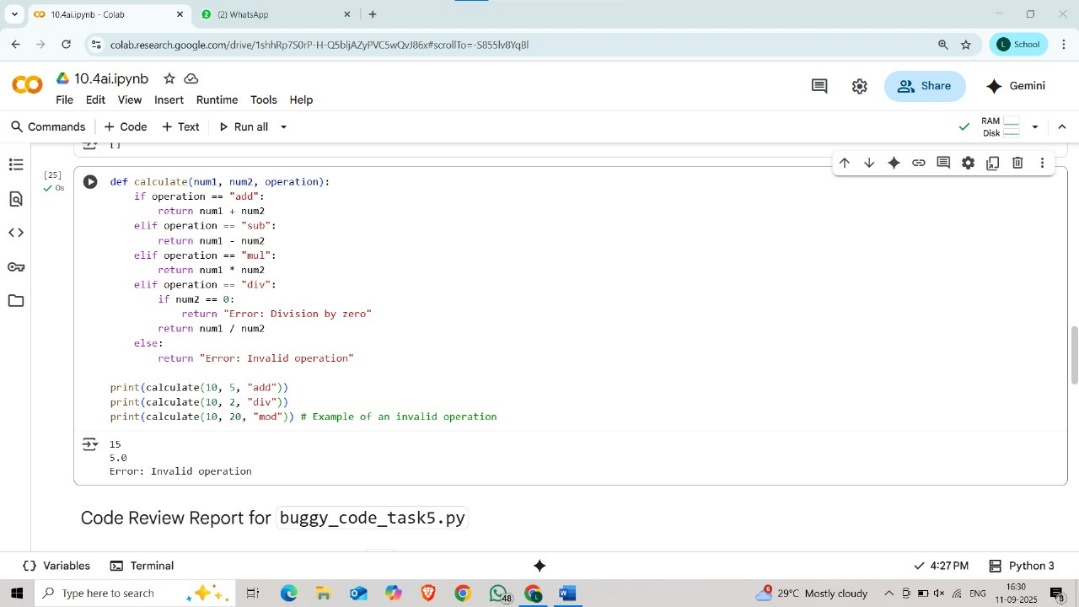 10.4ai.ipynb - Colab
(2) WhatsApp
colab.research.google.com/drive/1shhRp7S0rP-H-Q5bljAZyPVC5wQvJ86x#scrollTo=-S855lv8Yq8l
School
10.4ai.ipynb
File Edit View Insert Runtime Tools Help
Share
Gemini
Commands + Code + Text Run all
RAM
Disk
[]
[25]
0s
def calculate(num1, num2, operation):
    if operation == "add":
        return num1 + num2
    elif operation == "sub":
        return num1 - num2
    elif operation == "mul":
        return num1 * num2
    elif operation == "div":
        if num2 == 0:
            return "Error: Division by zero"
        return num1 / num2
    else:
        return "Error: Invalid operation"
print(calculate(10, 5, "add"))
print(calculate(10, 2, "div"))
print(calculate(10, 20, "mod")) # Example of an invalid operation
15
5.0
Error: Invalid operation
Code Review Report for buggy_code_task5.py
{} Variables
Terminal
4:27 PM
Python 3
Type here to search
48
29°C Mostly cloudy
ENG
16:30
11-09-2025
8